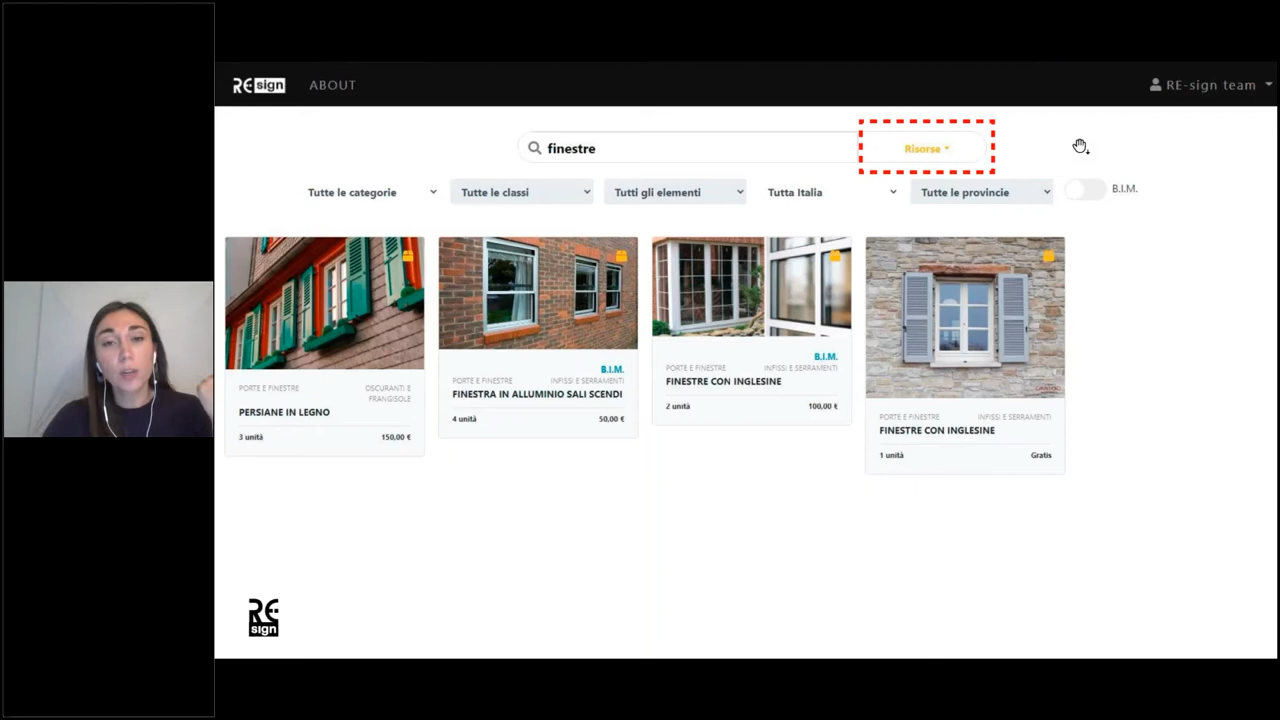 RE sign
ABOUT
RE-sign team
finestre
Risorse
Tutte le categorie
Tutte le classi
Tutti gli elementi
Tutta Italia
Tutte le provincie
B.I.M.
PORTE E FINESTRE
OSCURANTI E
FRANGISOLE
PERSIANE IN LEGNO
3 unità
150,00 €
B.I.M.
PORTE E FINESTRE
INFISSI E SERRAMENTI
FINESTRA IN ALLUMINIO SALI SCENDI
4 unità
50,00 €
B.I.M.
PORTE E FINESTRE
INFISSI E SERRAMENTI
FINESTRE CON INGLESINE
2 unità
100,00 €
PORTE E FINESTRE
INFISSI E SERRAMENTI
FINESTRE CON INGLESINE
1 unità
Gratis
RE
sign